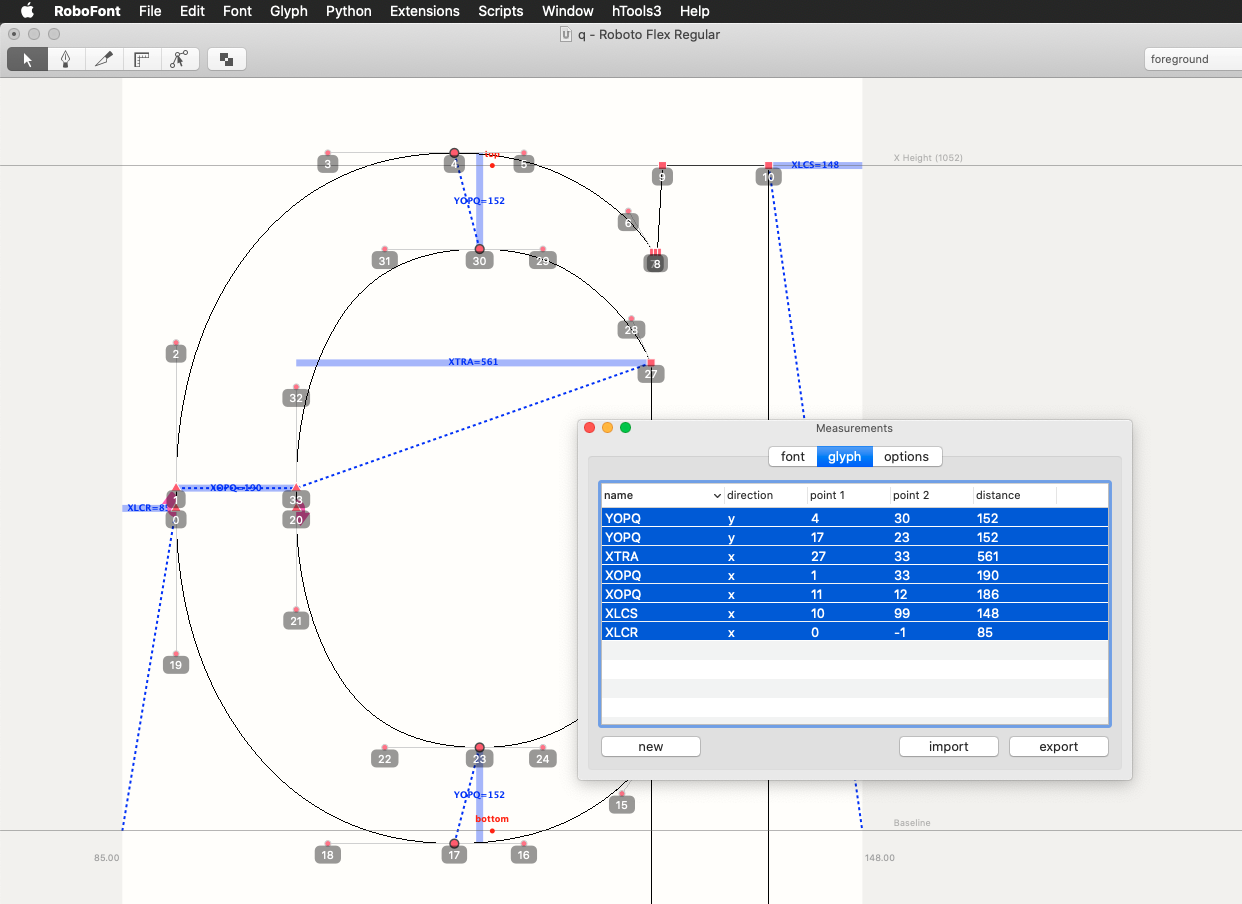 RoboFont File Edit Font Glyph Python Extensions Scripts Window hTools3 Help
q - Roboto Flex Regular
foreground
X Height (1052)
top
3 4 5
XLCS=148
9 10
YOPQ=152
6
31 30 29
8
28
XTRA=561
27
2
32
XOPQ=190
1 33
XLCR=85
0 20
21
19
22 23 24
YOPQ=152
15
bottom
Baseline
18 17 16
85.00
148.00
Measurements
font glyph options
name direction point 1 point 2 distance
YOPQ y 4 30 152
YOPQ y 17 23 152
XTRA x 27 33 561
XOPQ x 1 33 190
XOPQ x 11 12 186
XLCS x 10 99 148
XLCR x 0 -1 85
new import export